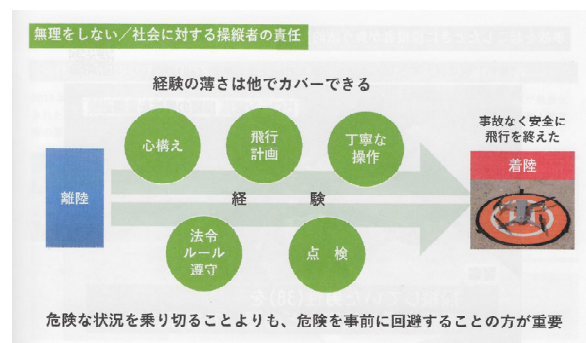 無理をしない／社会に対する操縦者の責任
経験の薄さは他でカバーできる
心構え
飛行
計画
丁寧な
操作
事故なく安全に
飛行を終えた
離陸
着陸
経　験
法令
ルール
遵守
点　検
危険な状況を乗り切ることよりも、危険を事前に回避することの方が重要